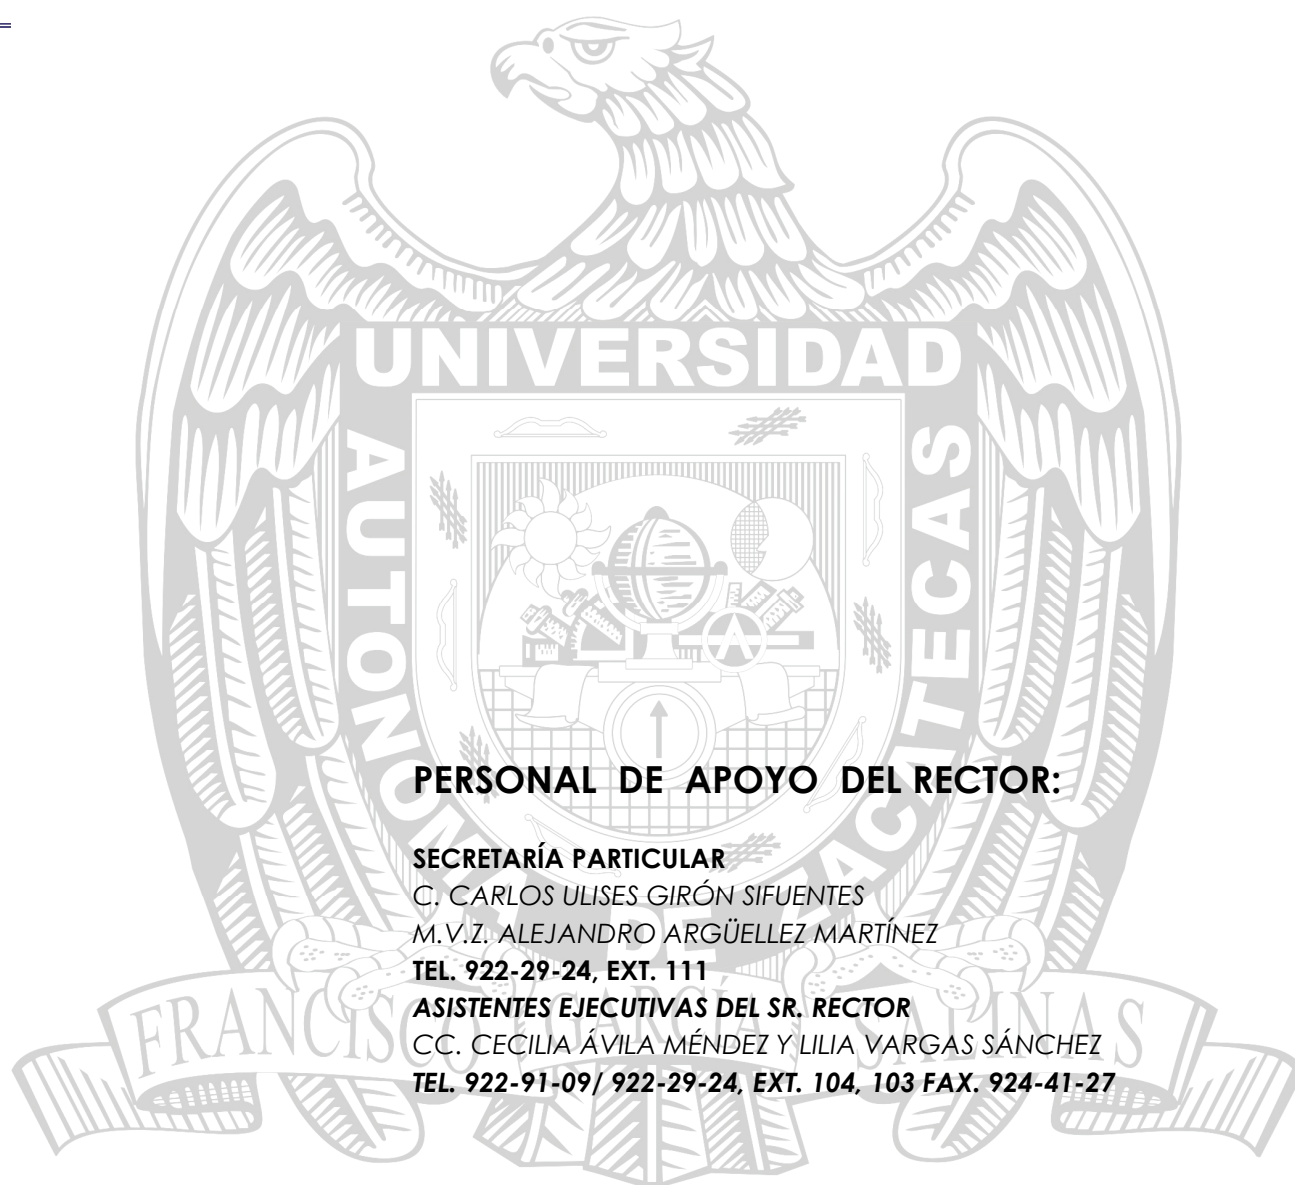 UNIVERSIDAD
AUTONOMA
DE
ZACATECAS
FRANCISCO GARCÍA SALINAS
PERSONAL DE APOYO DEL RECTOR:
SECRETARÍA PARTICULAR
C. CARLOS ULISES GIRÓN SIFUENTES
M.V.Z. ALEJANDRO ARGÜELLEZ MARTÍNEZ
TEL. 922-29-24, EXT. 111
ASISTENTES EJECUTIVAS DEL SR. RECTOR
CC. CECILIA ÁVILA MÉNDEZ Y LILIA VARGAS SÁNCHEZ
TEL. 922-91-09/ 922-29-24, EXT. 104, 103 FAX. 924-41-27